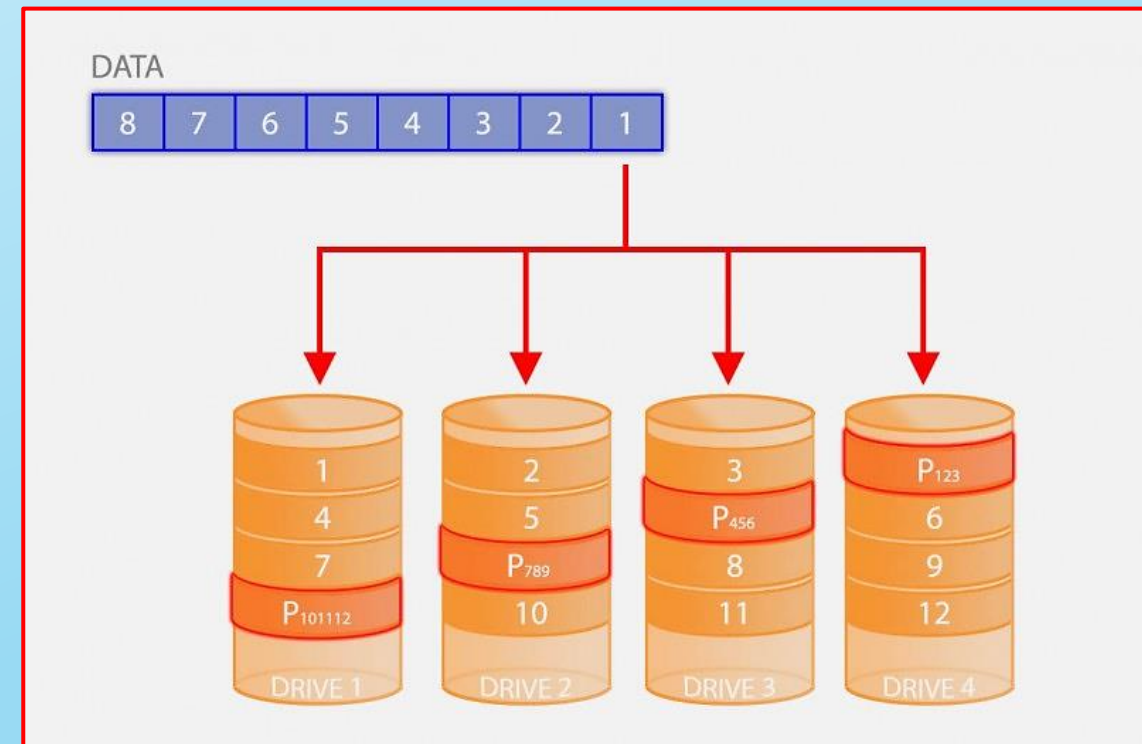 DATA
8 7 6 5 4 3 2 1
1 2 3 P123
4 5 P456 6
7 P789 8 9
P101112 10 11 12
DRIVE 1 DRIVE 2 DRIVE 3 DRIVE 4